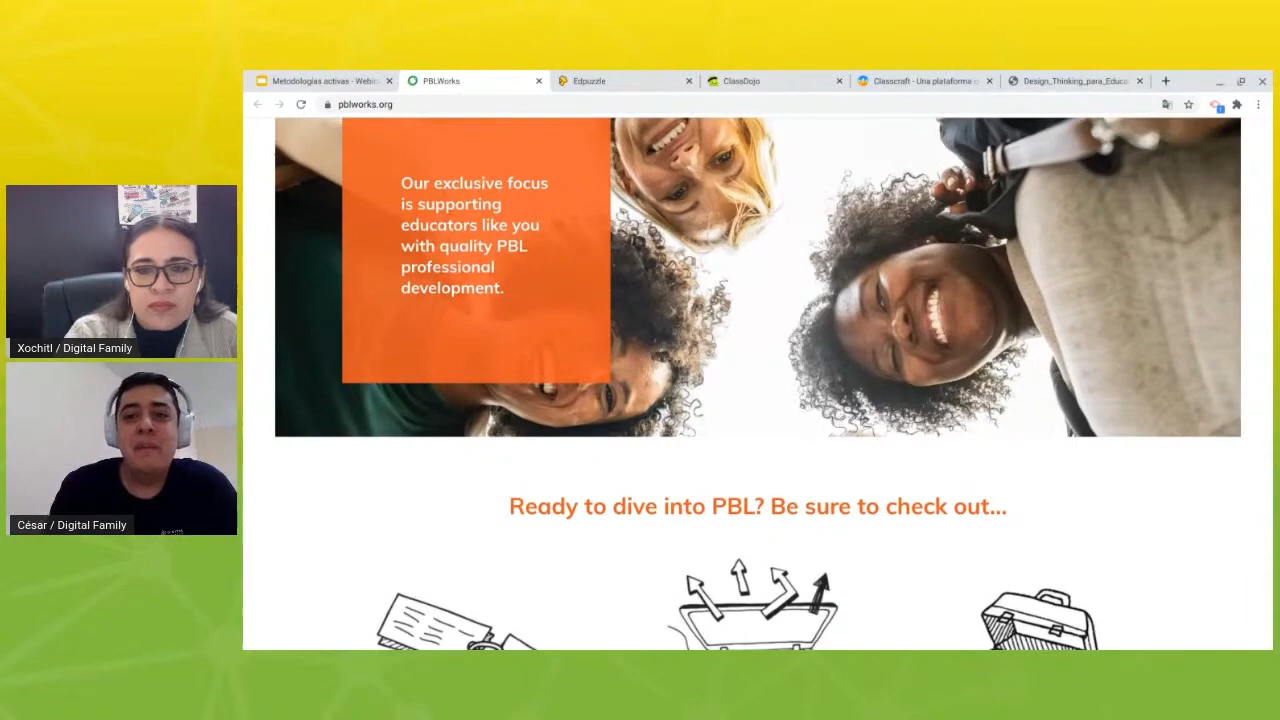 Metodologías activas - Webin
PBLWorks
Edpuzzle
ClassDojo
Classcraft - Una plataforma
Design_Thinking_para_Educa
pblworks.org
Our exclusive focus
is supporting
educators like you
with quality PBL
professional
development.
Xochitl / Digital Family
César / Digital Family
Ready to dive into PBL? Be sure to check out...